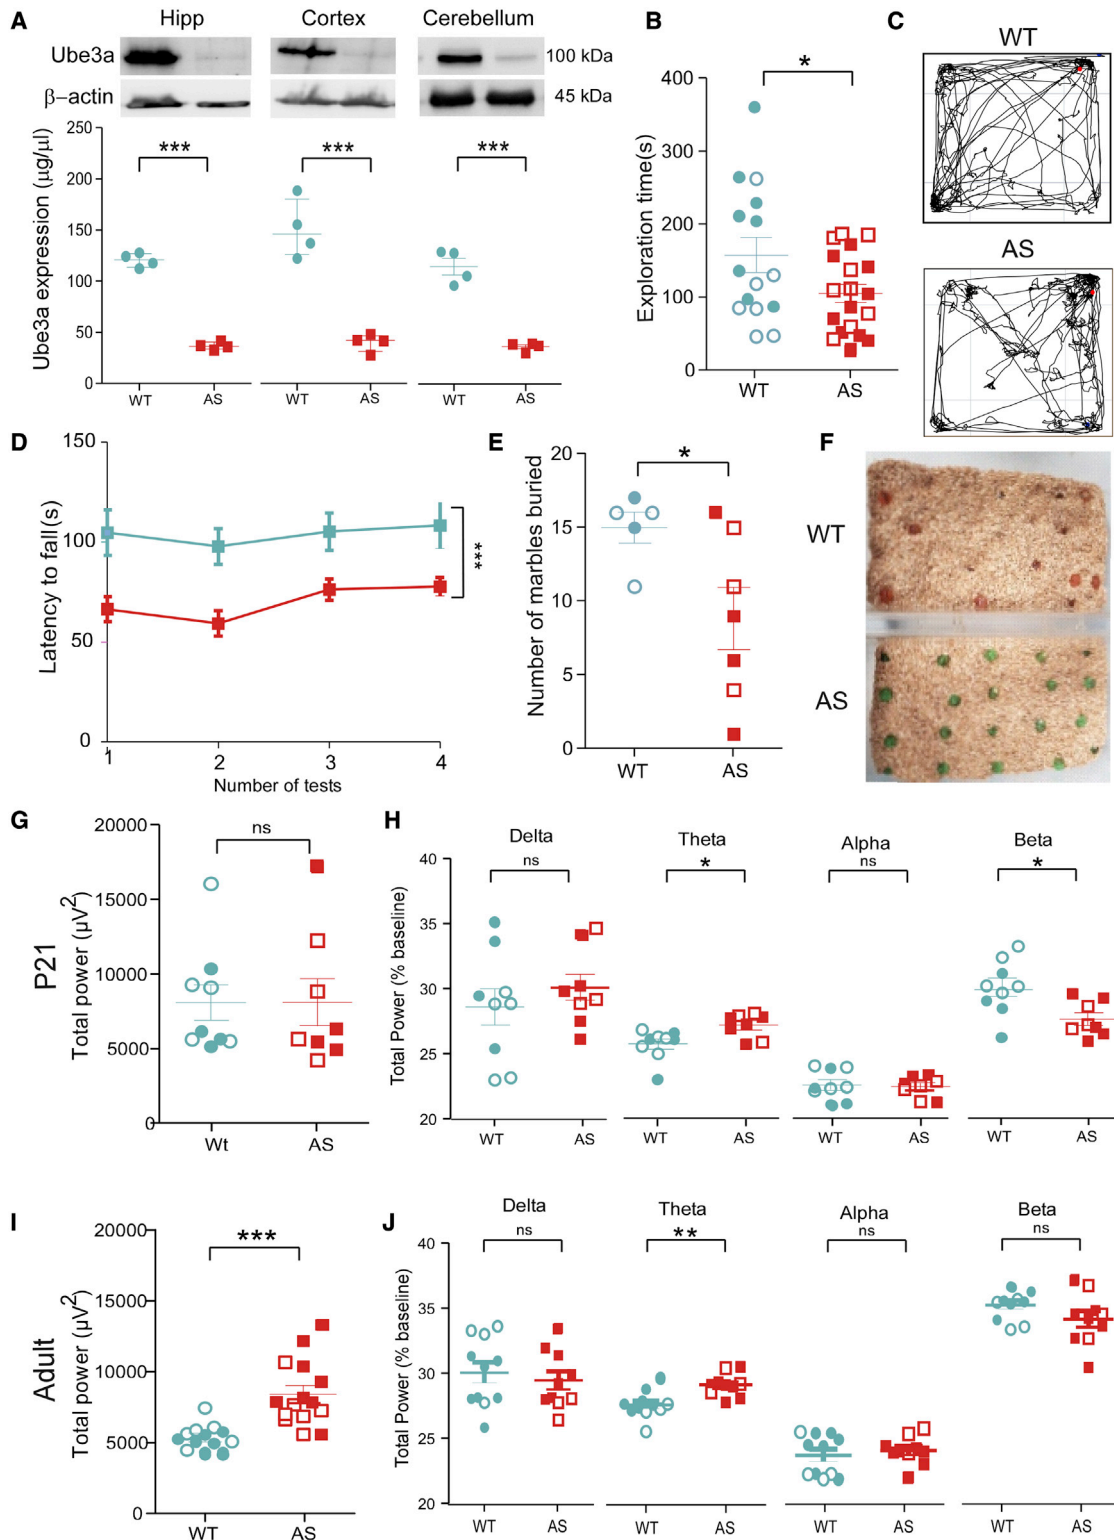 A
Hipp
Cortex
Cerebellum
Ube3a
100 kDa
β–actin
45 kDa
Ube3a expression (μg/μl)
250
200
150
100
50
0
***
***
***
WT
AS
WT
AS
WT
AS
B
Exploration time(s)
400
300
200
100
0
*
WT
AS
C
WT
AS
D
Latency to fall(s)
150
100
50
0
***
1
2
3
4
Number of tests
E
Number of marbles buried
20
15
10
5
0
*
WT
AS
F
WT
AS
G
P21
Total power (μV2)
20000
15000
10000
5000
0
ns
Wt
AS
H
Total Power (% baseline)
40
35
30
25
20
Delta
Theta
Alpha
Beta
ns
*
ns
*
WT
AS
WT
AS
WT
AS
WT
AS
I
Adult
Total power (μV2)
20000
15000
10000
5000
0
***
WT
AS
J
Total Power (% baseline)
40
35
30
25
20
Delta
Theta
Alpha
Beta
ns
**
ns
ns
WT
AS
WT
AS
WT
AS
WT
AS